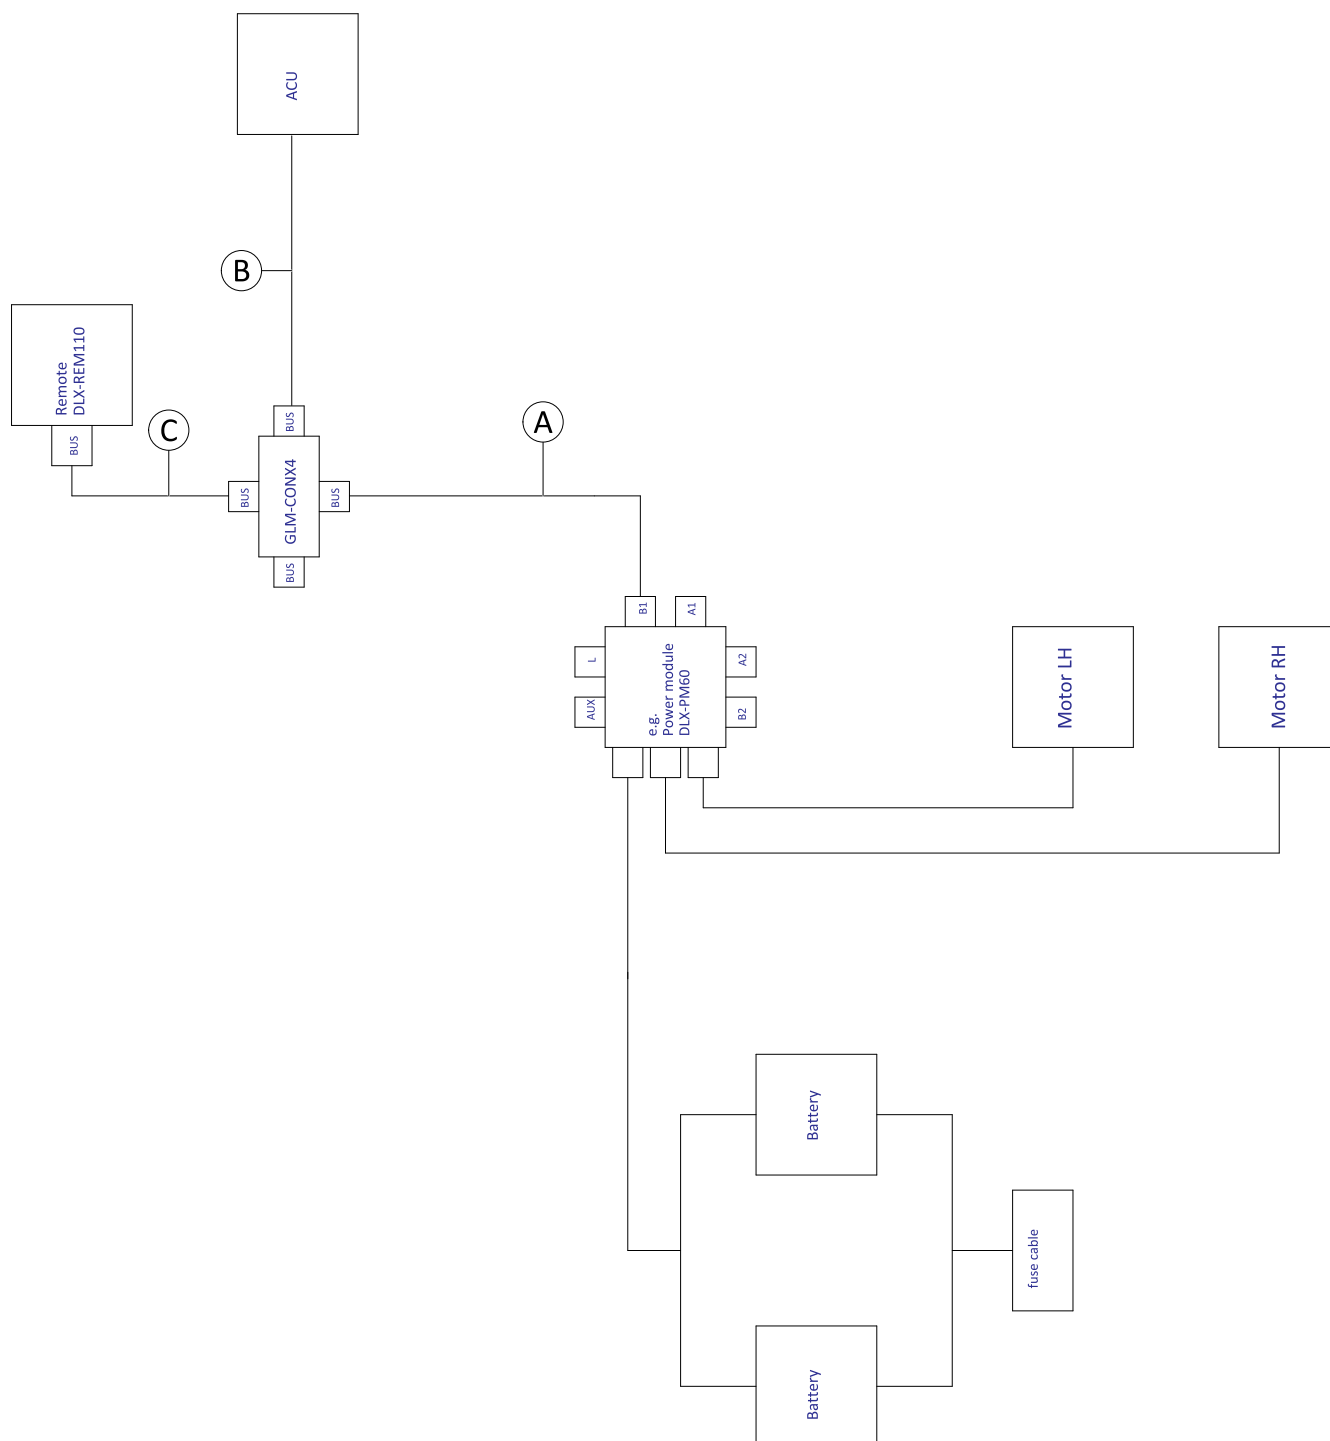 ACU
B
Remote
DLX-REM110
BUS
C
BUS
BUS
GLM-CONX4
BUS
BUS
A
B1
A1
L
AUX
e.g.
Power module
DLX-PM60
A2
B2
Motor LH
Motor RH
Battery
Battery
fuse cable